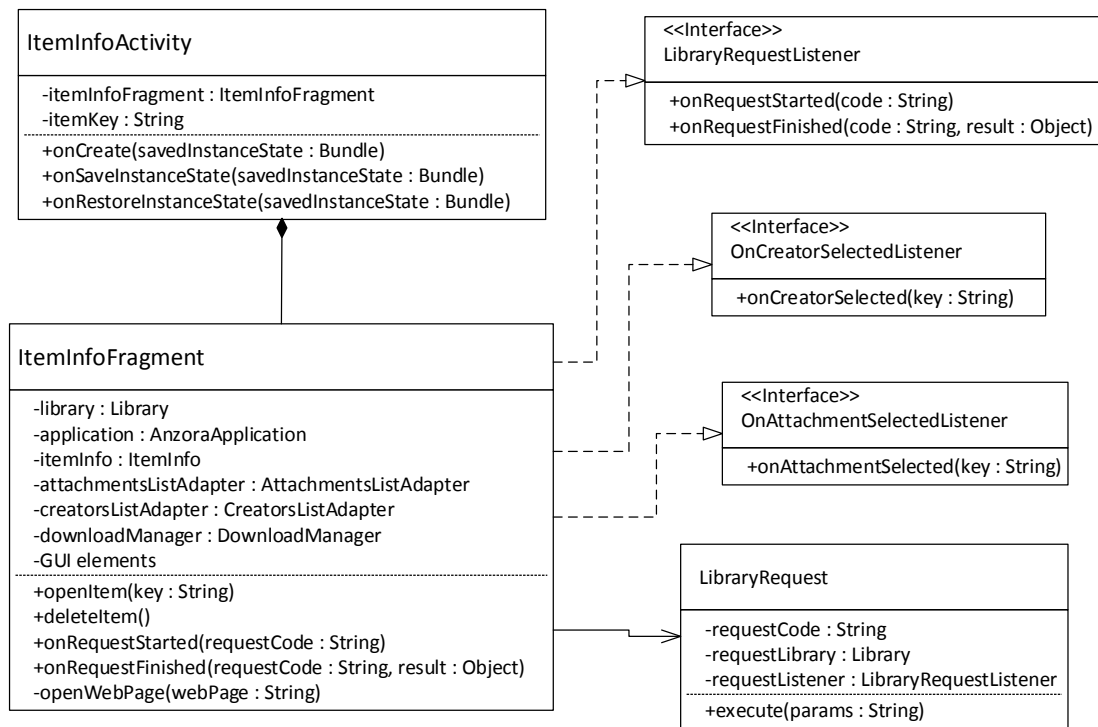 ItemInfoActivity
-itemInfoFragment : ItemInfoFragment
-itemKey : String
+onCreate(savedInstanceState : Bundle)
+onSaveInstanceState(savedInstanceState : Bundle)
+onRestoreInstanceState(savedInstanceState : Bundle)
<<Interface>>
LibraryRequestListener
+onRequestStarted(code : String)
+onRequestFinished(code : String, result : Object)
<<Interface>>
OnCreatorSelectedListener
+onCreatorSelected(key : String)
ItemInfoFragment
-library : Library
-application : AnzoraApplication
-itemInfo : ItemInfo
-attachmentsListAdapter : AttachmentsListAdapter
-creatorsListAdapter : CreatorsListAdapter
-downloadManager : DownloadManager
-GUI elements
+openItem(key : String)
+deleteItem()
+onRequestStarted(requestCode : String)
+onRequestFinished(requestCode : String, result : Object)
-openWebPage(webPage : String)
<<Interface>>
OnAttachmentSelectedListener
+onAttachmentSelected(key : String)
LibraryRequest
-requestCode : String
-requestLibrary : Library
-requestListener : LibraryRequestListener
+execute(params : String)